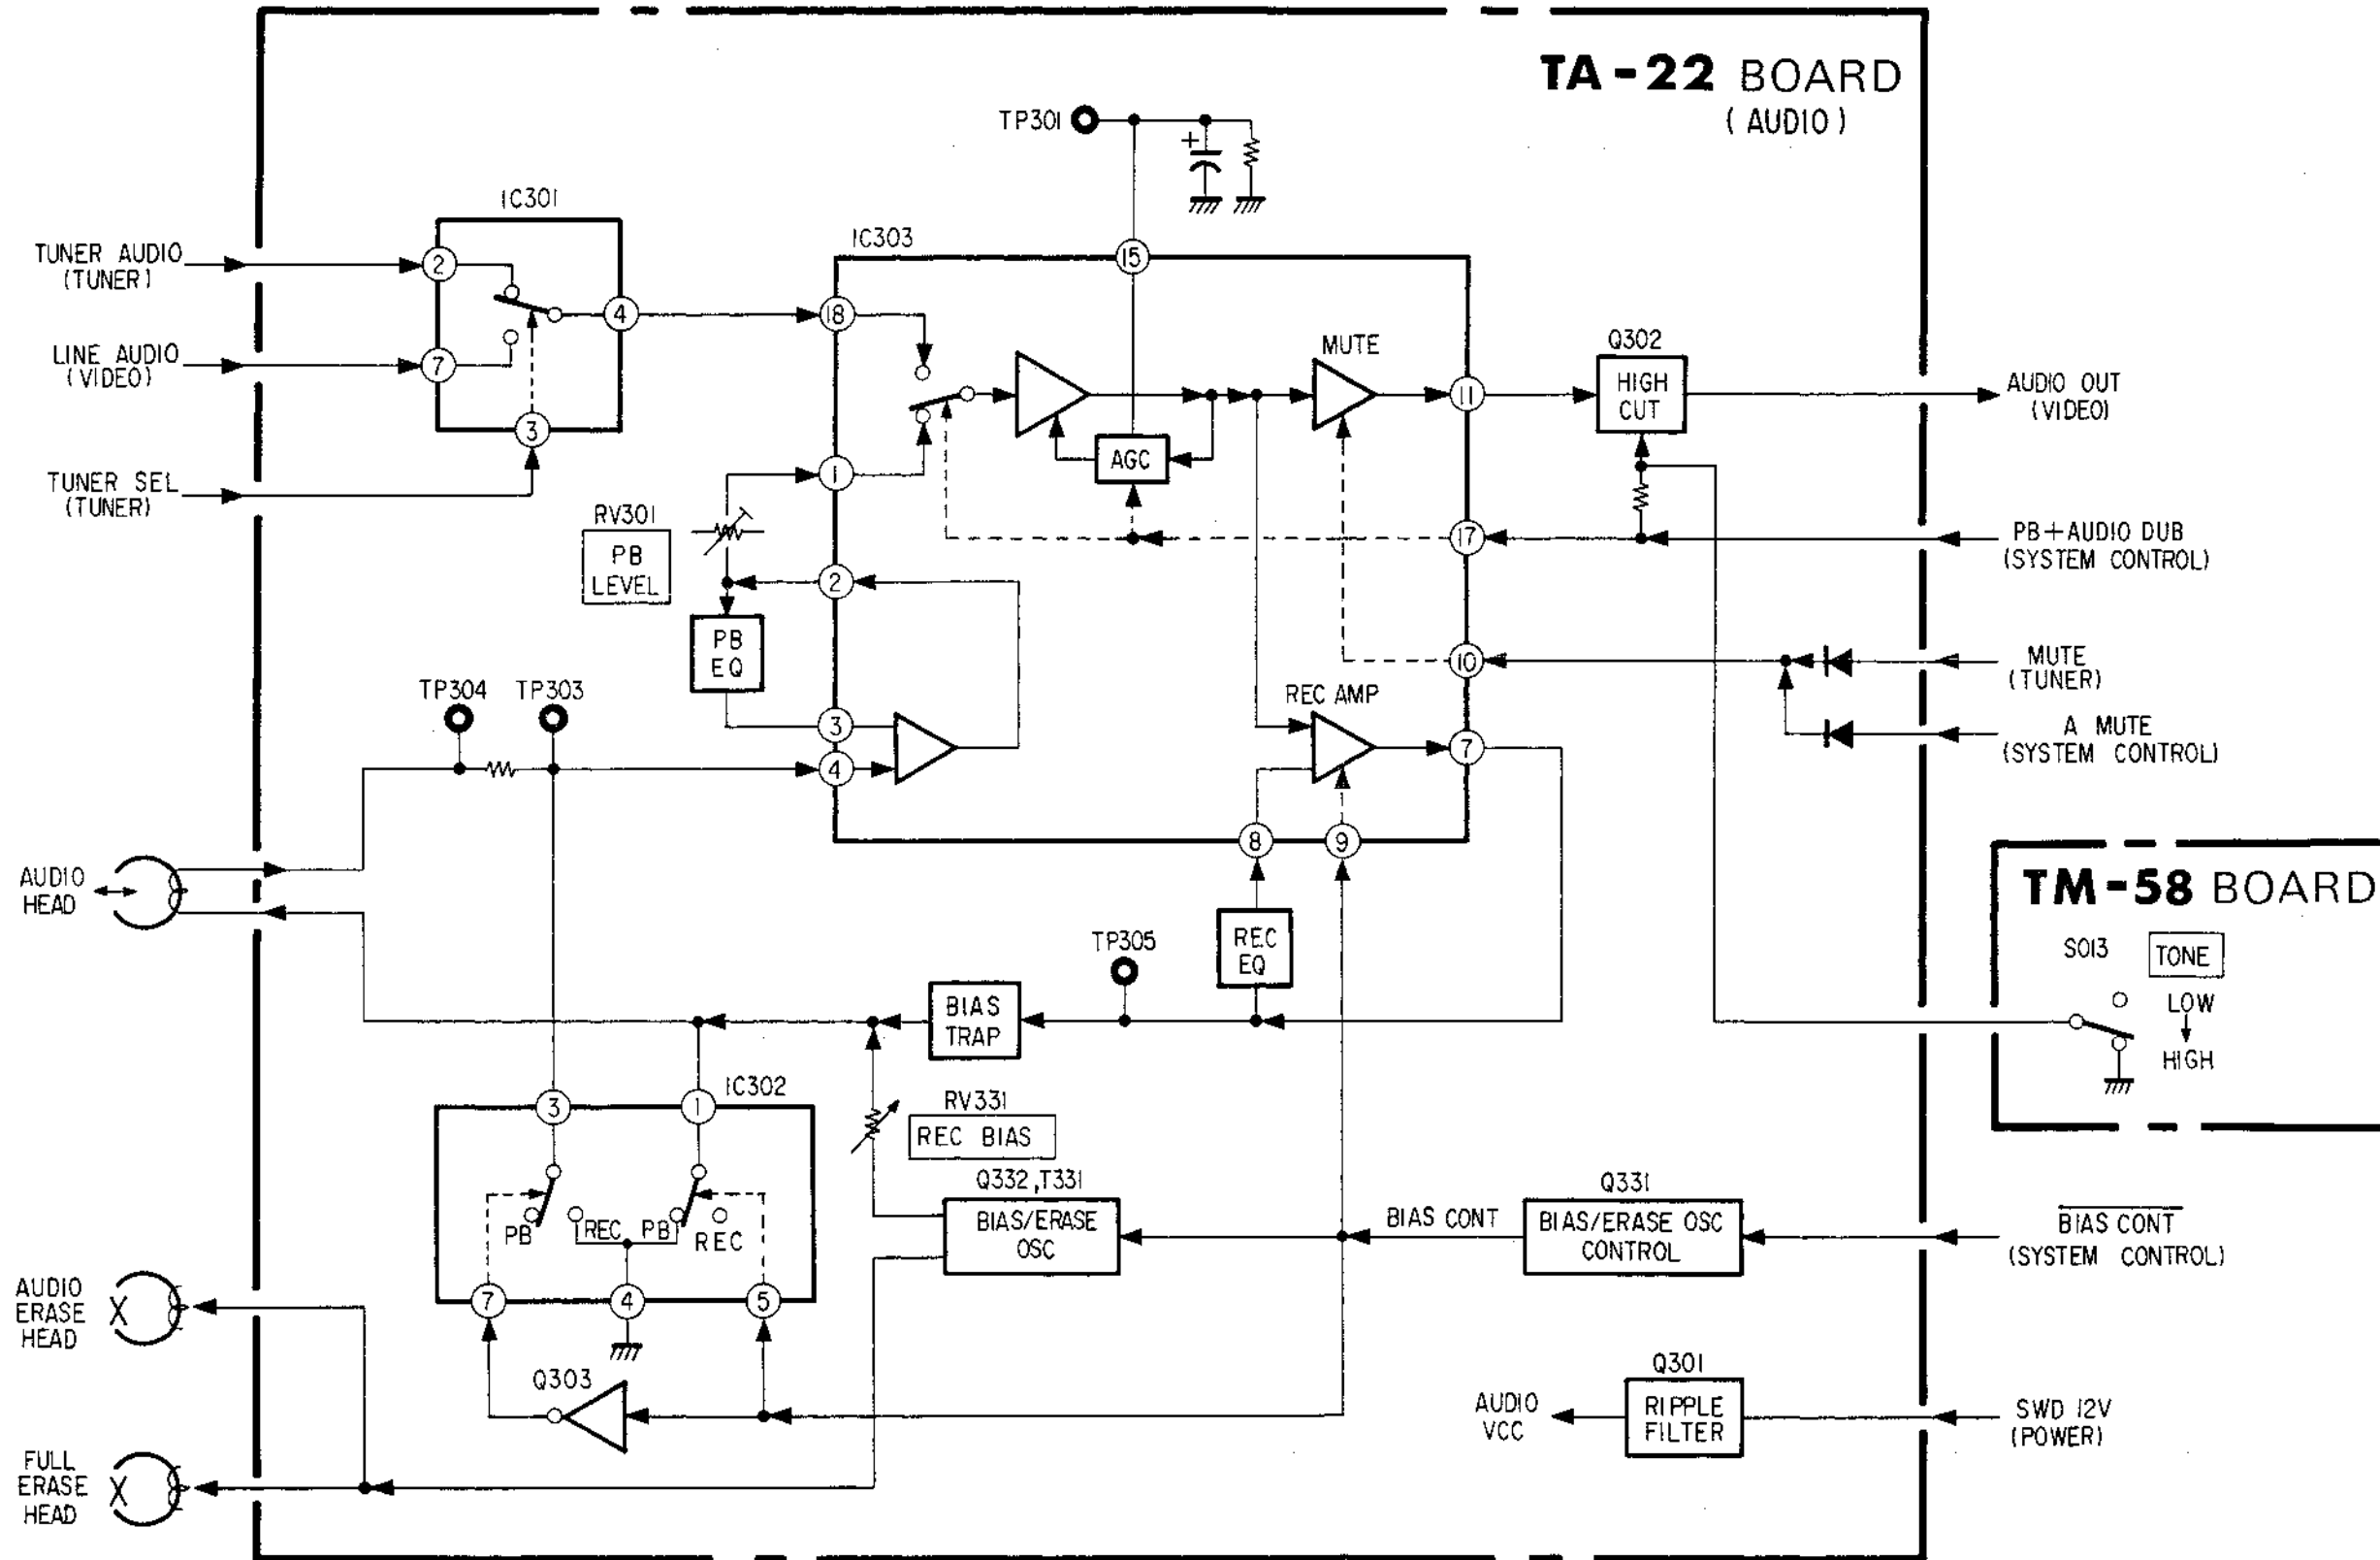 TA-22 BOARD
( AUDIO )
TP301
+
IC301
TUNER AUDIO
(TUNER)
2
4
LINE AUDIO
(VIDEO)
7
3
TUNER SEL
(TUNER)
IC303
15
18
MUTE
11
Q302
HIGH
CUT
AUDIO OUT
(VIDEO)
AGC
1
RV301
PB
LEVEL
17
PB+AUDIO DUB
(SYSTEM CONTROL)
2
PB
EQ
10
MUTE
(TUNER)
TP304
TP303
3
4
REC AMP
7
A MUTE
(SYSTEM CONTROL)
8
9
AUDIO
HEAD
TM-58 BOARD
S013
TONE
LOW
HIGH
REC
EQ
TP305
BIAS
TRAP
IC302
3
1
RV331
REC BIAS
PB
REC
PB
REC
7
4
5
Q332,T331
BIAS/ERASE
OSC
BIAS CONT
Q331
BIAS/ERASE OSC
CONTROL
BIAS CONT
(SYSTEM CONTROL)
AUDIO
ERASE
HEAD
Q303
Q301
AUDIO
VCC
RIPPLE
FILTER
SWD 12V
(POWER)
FULL
ERASE
HEAD